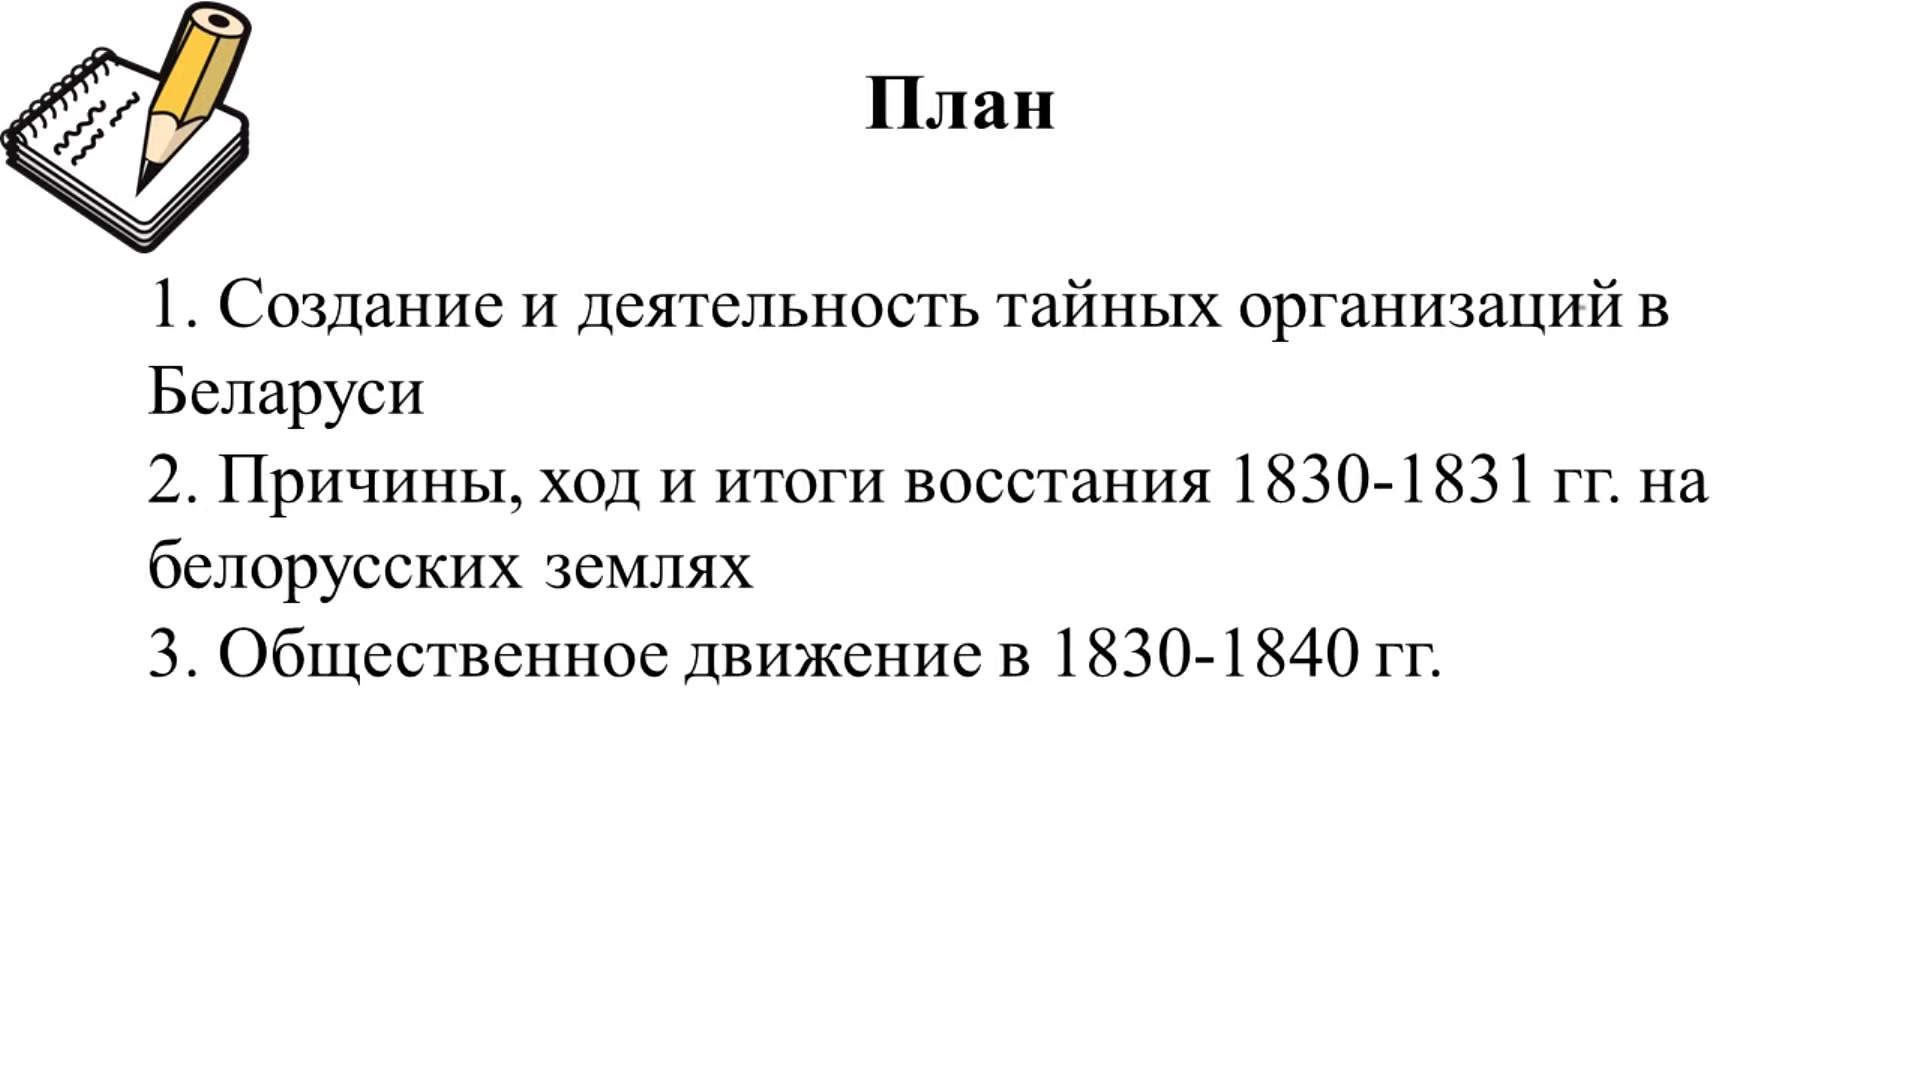 План
1. Создание и деятельность тайных организаций в
Беларуси
2. Причины, ход и итоги восстания 1830-1831 гг. на
белорусских землях
3. Общественное движение в 1830-1840 гг.